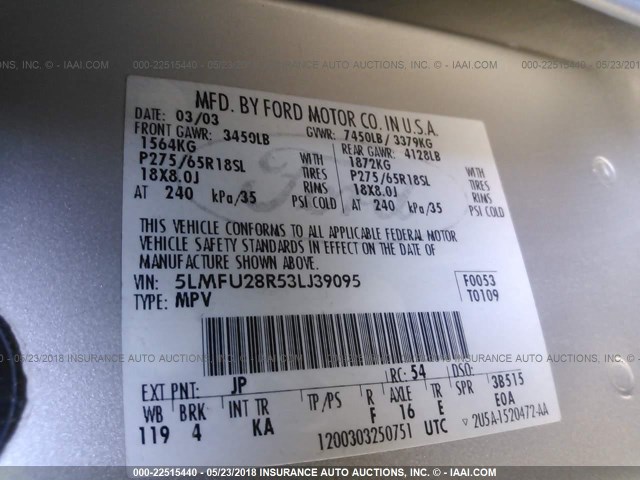 000-22515440 - 05/23/2018 INSURANCE AUTO AUCTIONS, INC. - IAAI.COM
MFD. BY FORD MOTOR CO. IN U.S.A.
DATE: 03/03
GVWR: 7450LB/ 3379KG
FRONT GAWR: 3450LB REAR GAWR: 4128LB
1564KG 1872KG
P275/65R18SL WITH TIRES P275/65R18SL WITH TIRES
18X8.0J RIMS 18X8.0J RIMS
AT 240 kPa/35 PSI COLD AT 240 kPa/35 PSI COLD
THIS VEHICLE CONFORMS TO ALL APPLICABLE FEDERAL MOTOR
VEHICLE SAFETY STANDARDS IN EFFECT ON THE DATE OF
MANUFACTURE SHOWN ABOVE.
VIN: 5LMFU28R53LJ39095 F0053
TYPE: MPV T0109
EXT PNT: JP RC: 54 DSO:
WB BRK INT TR TP/PS R AXLE TR SPR 3B515
119 4 KA F 16 E E0A
1200303250751 UTC ▽ 2U5A-1520472-AA
000-22515440 - 05/23/2018 INSURANCE AUTO AUCTIONS, INC. - IAAI.COM